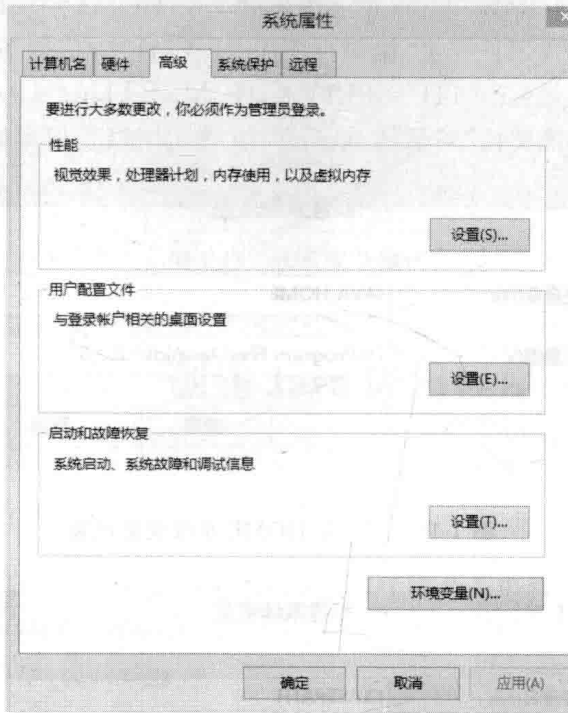 系统属性
计算机名 硬件 高级 系统保护 远程
要进行大多数更改，你必须作为管理员登录。
性能
视觉效果，处理器计划，内存使用，以及虚拟内存
设置(S)...
用户配置文件
与登录帐户相关的桌面设置
设置(E)...
启动和故障恢复
系统启动、系统故障和调试信息
设置(T)...
环境变量(N)...
确定 取消 应用(A)